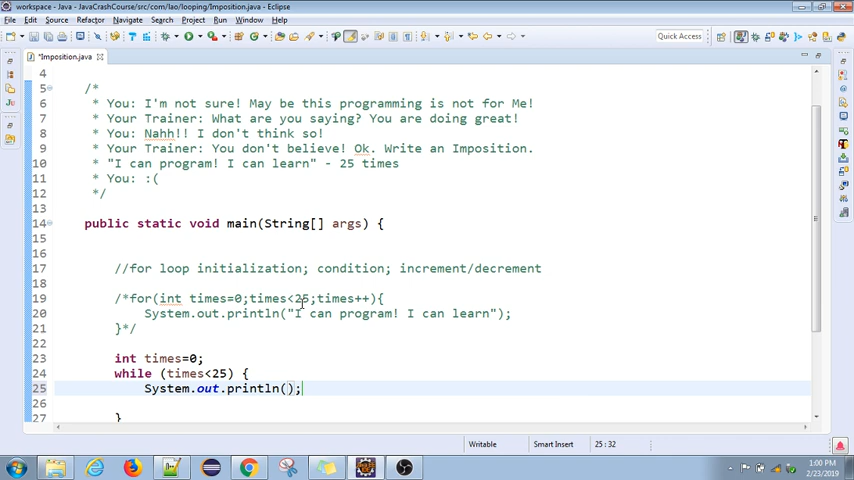 workspace - Java - JavaCrashCourse/src/com/lao/looping/Imposition.java - Eclipse
File Edit Source Refactor Navigate Search Project Run Window Help
Quick Access
*Imposition.java
4
5 /*
6 * You: I'm not sure! May be this programming is not for Me!
7 * Your Trainer: What are you saying? You are doing great!
8 * You: Nahh!! I don't think so!
9 * Your Trainer: You don't believe! Ok. Write an Imposition.
10 * "I can program! I can learn" - 25 times
11 * You: :(
12 */
13
14 public static void main(String[] args) {
15
16
17 //for loop initialization; condition; increment/decrement
18
19 /*for(int times=0;times<25;times++){
20 System.out.println("I can program! I can learn");
21 }*/
22
23 int times=0;
24 while (times<25) {
25 System.out.println();
26
27 }
Writable Smart Insert 25 : 32
1:00 PM
2/23/2019